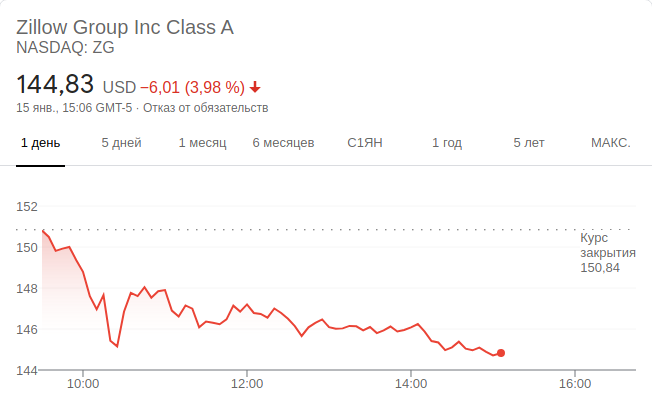 Zillow Group Inc Class A
NASDAQ: ZG
144,83 USD −6,01 (3,98 %)
15 янв., 15:06 GMT-5 · Отказ от обязательств
1 день 5 дней 1 месяц 6 месяцев С1ЯН 1 год 5 лет МАКС.
152
150
148
146
144
Курс
закрытия
150,84
10:00 12:00 14:00 16:00